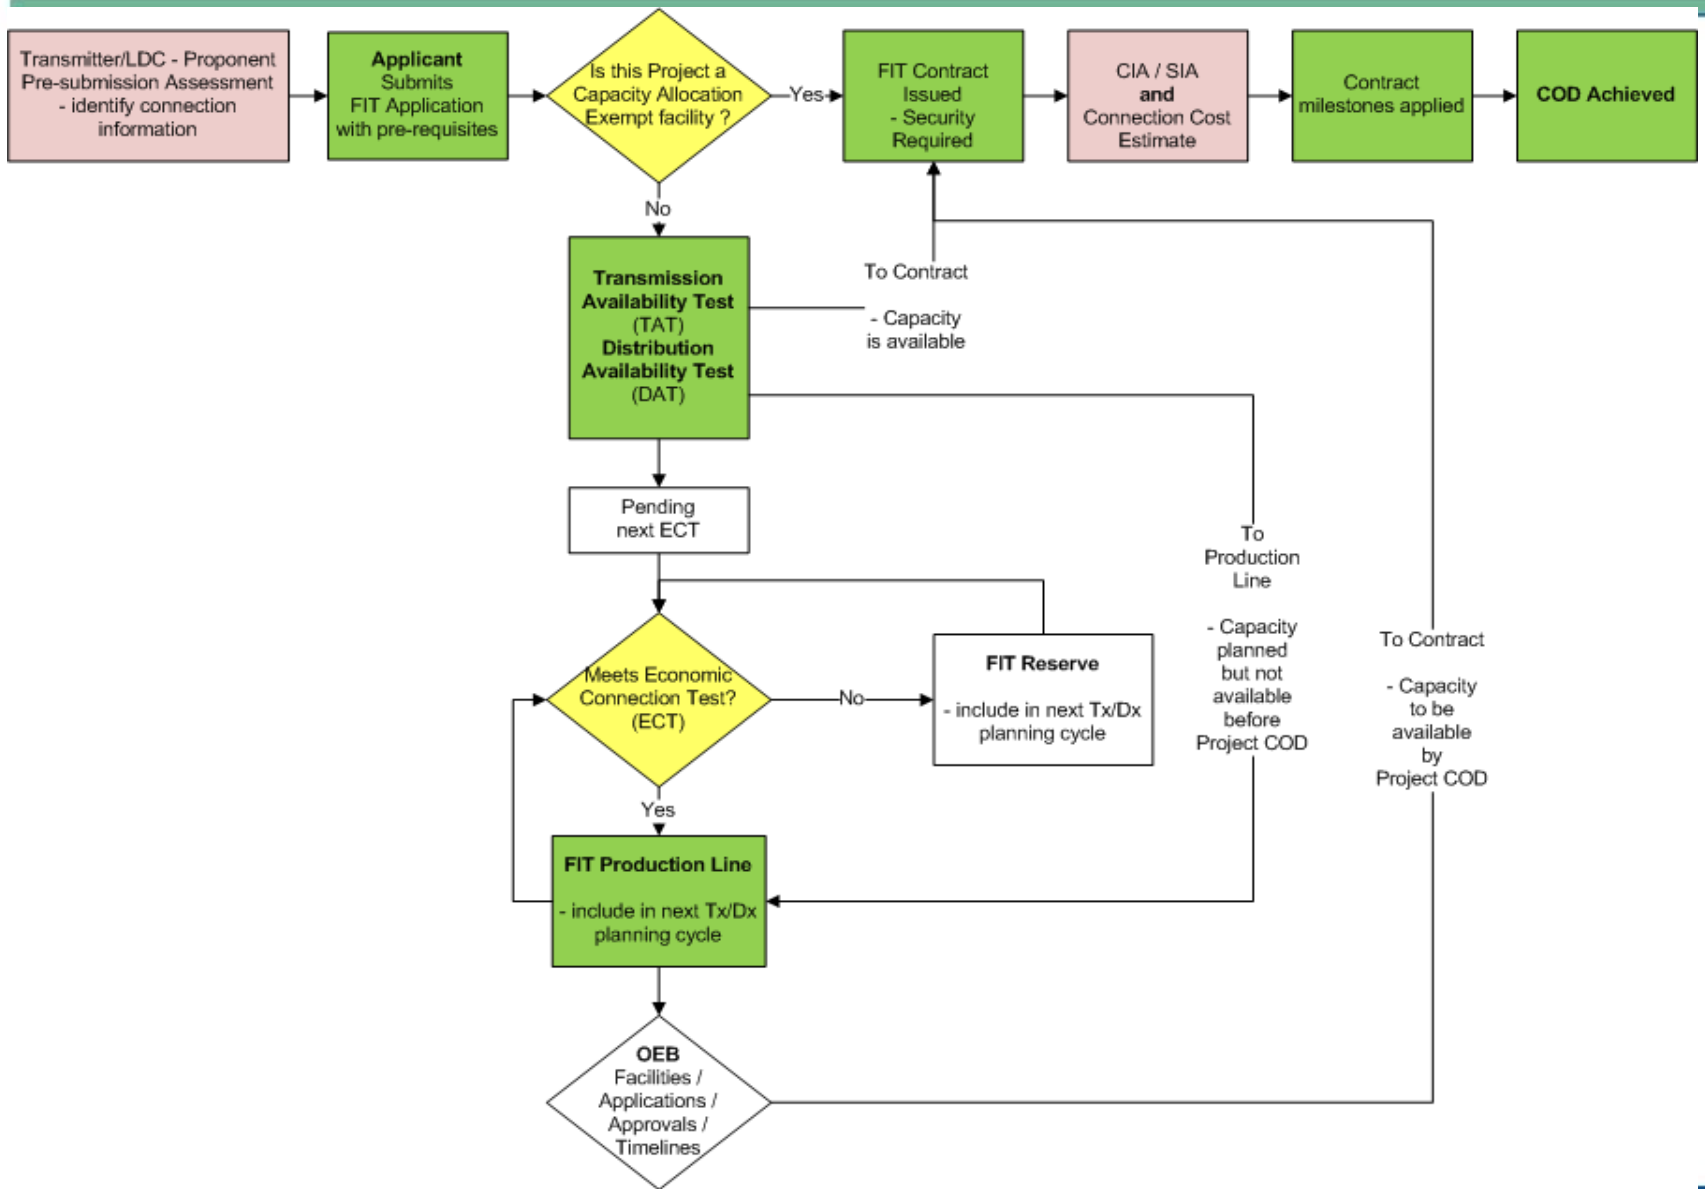 Transmitter/LDC - Proponent
Pre-submission Assessment
- identify connection
information
Applicant
Submits
FIT Application
with pre-requisites
Is this Project a
Capacity Allocation
Exempt facility ?
Yes
FIT Contract
Issued
- Security
Required
CIA / SIA
and
Connection Cost
Estimate
Contract
milestones applied
COD Achieved
No
Transmission
Availability Test
(TAT)
Distribution
Availability Test
(DAT)
To Contract
- Capacity
is available
Pending
next ECT
To
Production
Line
- Capacity
planned
but not
available
before
Project COD
To Contract
- Capacity
to be
available
by
Project COD
Meets Economic
Connection Test?
(ECT)
No
FIT Reserve
- include in next Tx/Dx
planning cycle
Yes
FIT Production Line
- include in next Tx/Dx
planning cycle
OEB
Facilities /
Applications /
Approvals /
Timelines